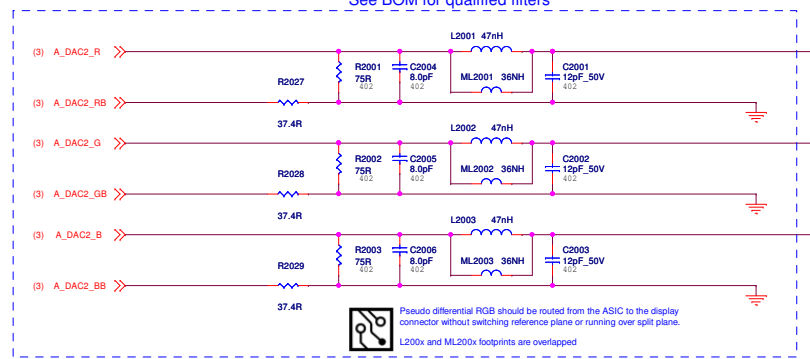 See BOM for qualified filters
L2001 47nH
(3) A_DAC2_R
R2001 C2004 C2001
75R 8.0pF ML2001 36NH 12pF_50V
402 402 402
R2027
(3) A_DAC2_RB
37.4R
L2002 47nH
(3) A_DAC2_G
R2002 C2005 C2002
75R 8.0pF ML2002 36NH 12pF_50V
402 402 402
R2028
(3) A_DAC2_GB
37.4R
L2003 47nH
(3) A_DAC2_B
R2003 C2006 C2003
75R 8.0pF ML2003 36NH 12pF_50V
402 402 402
R2029
(3) A_DAC2_BB
37.4R
Pseudo differential RGB should be routed from the ASIC to the display
connector without switching reference plane or running over split plane.
L200x and ML200x footprints are overlapped